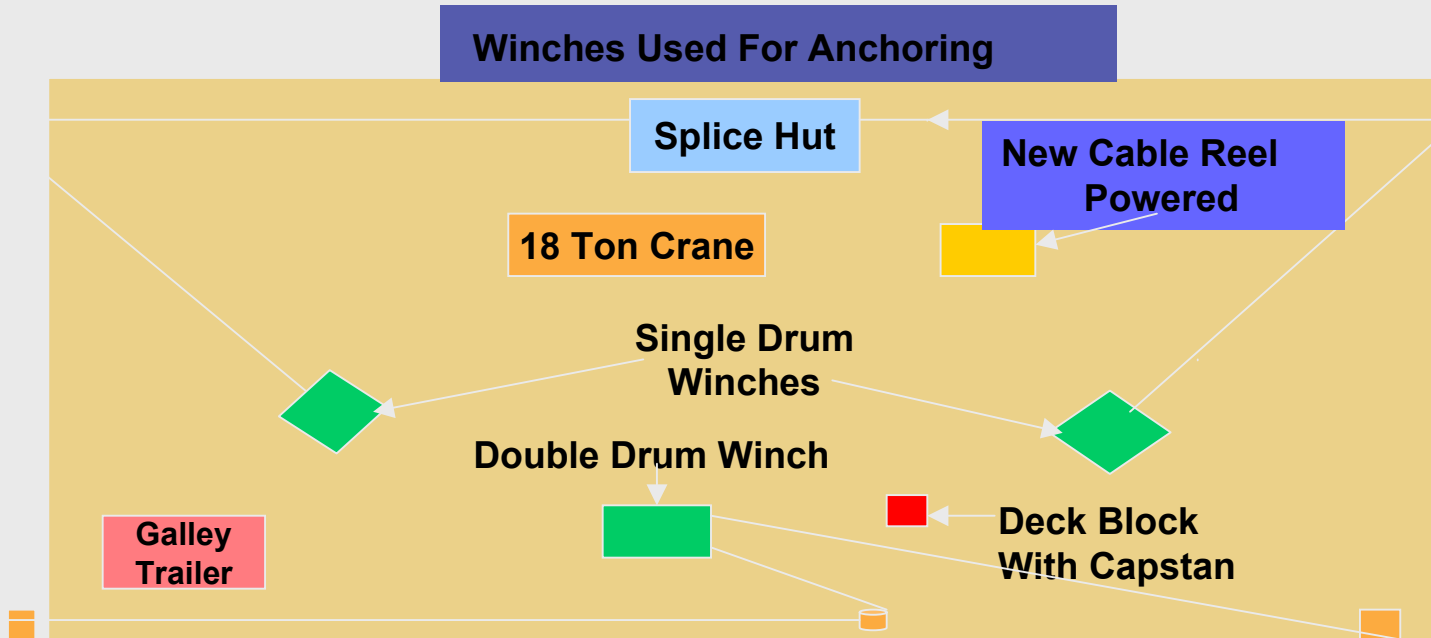 Winches Used For Anchoring
Splice Hut
New Cable Reel
Powered
18 Ton Crane
Single Drum
Winches
Double Drum Winch
Deck Block
With Capstan
Galley
Trailer